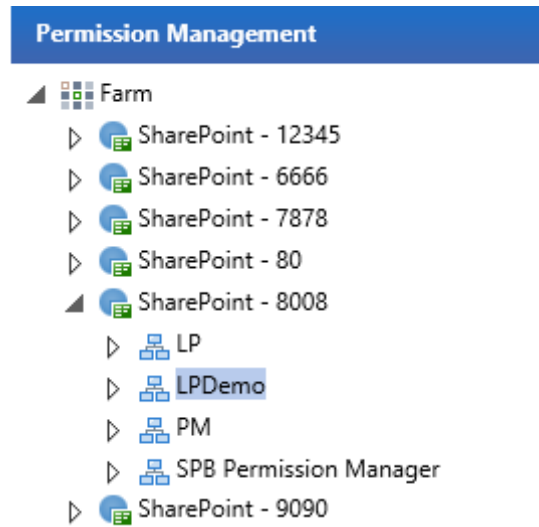 Permission Management
Farm
SharePoint - 12345
SharePoint - 6666
SharePoint - 7878
SharePoint - 80
SharePoint - 8008
LP
LPDemo
PM
SPB Permission Manager
SharePoint - 9090